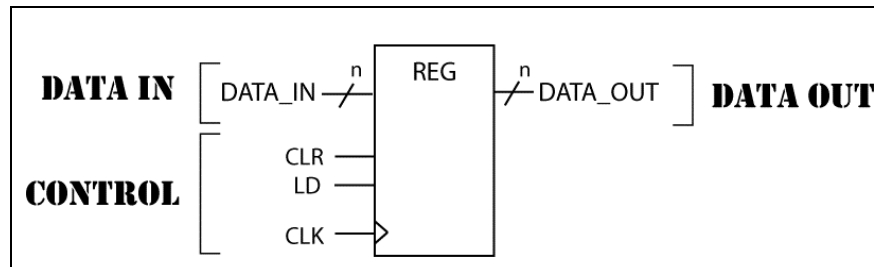 n REG n
DATA IN DATA_IN DATA_OUT DATA OUT
CLR
CONTROL LD
CLK